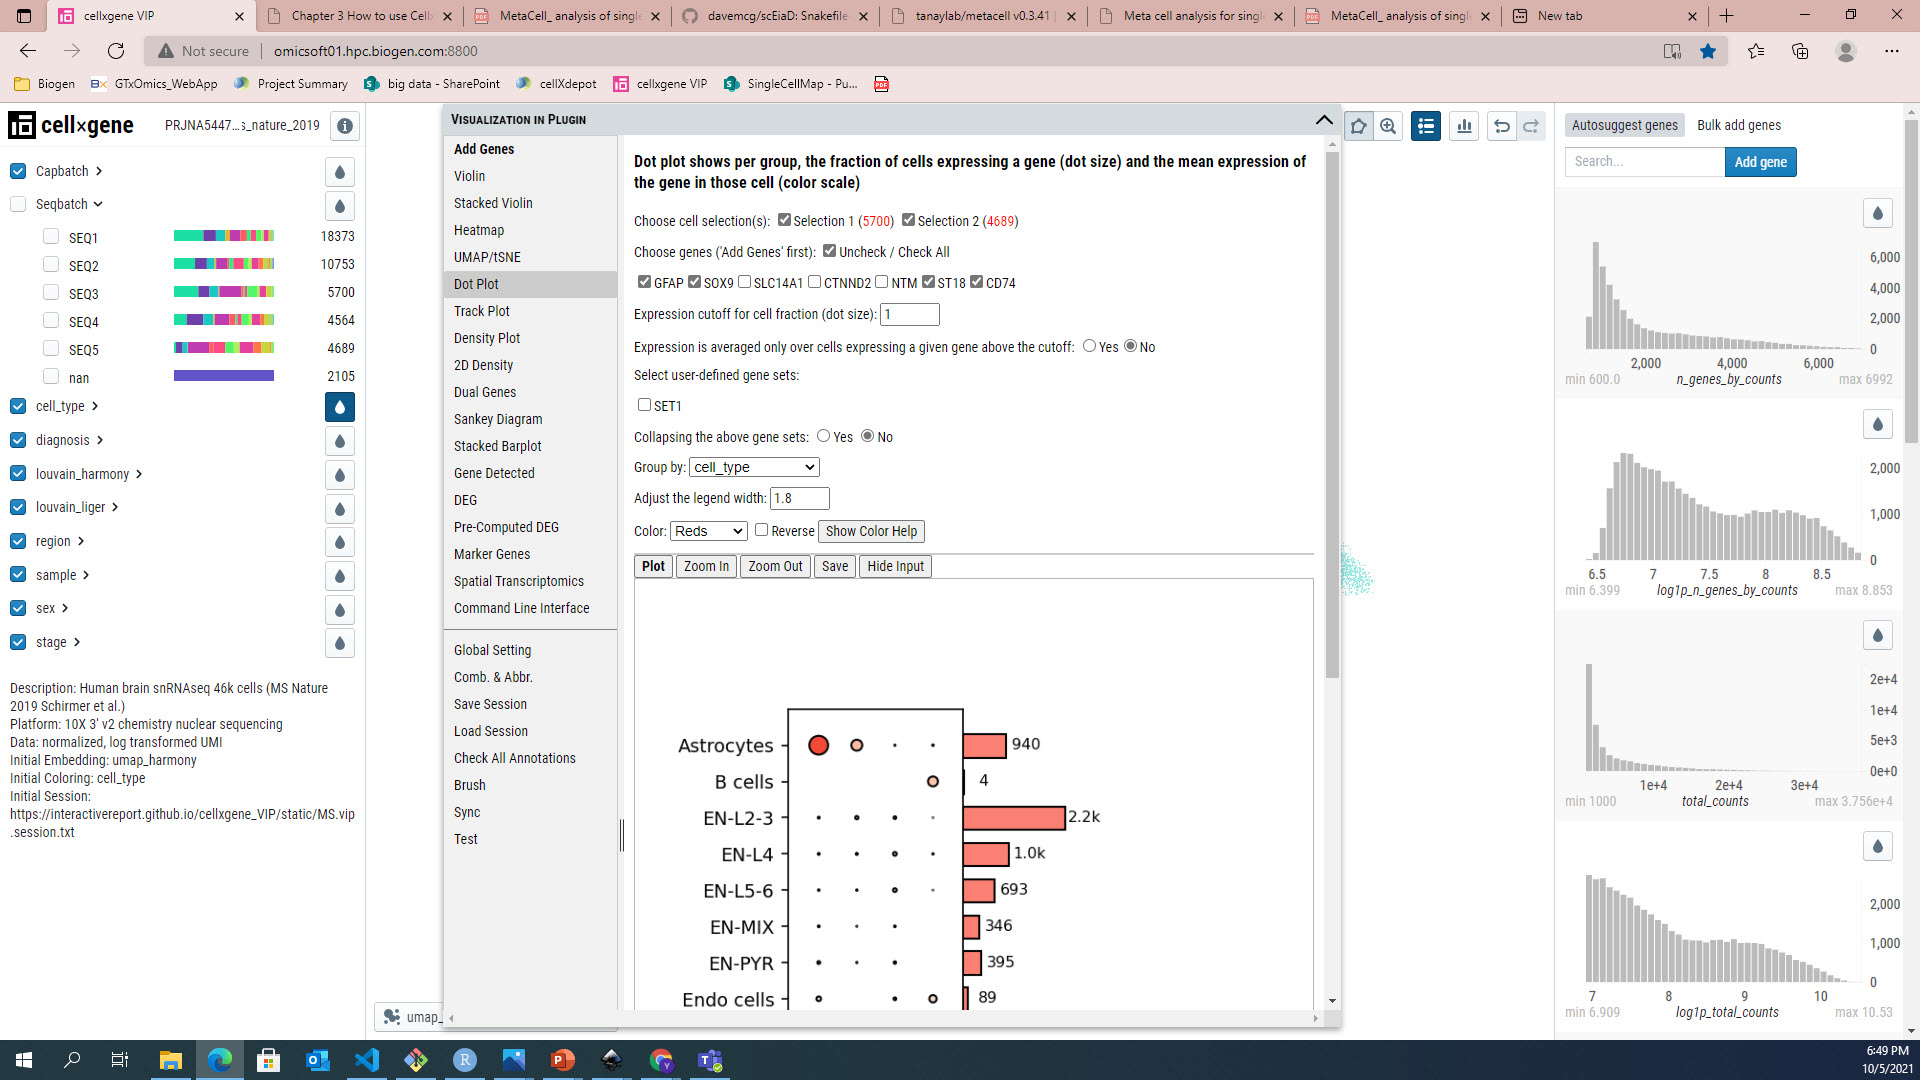 cellxgene VIP
Chapter 3 How to use Cell
MetaCell_ analysis of single
davemcg/scEiaD: Snakefile
tanaylab/metacell v0.3.41
Meta cell analysis for singl
MetaCell_ analysis of singl
New tab
Not secure
omicsoft01.hpc.biogen.com:8800
Biogen
GTxOmics_WebApp
Project Summary
big data - SharePoint
cellXdepot
cellxgene VIP
SingleCellMap - Pu...
cell×gene
PRJNA5447...s_nature_2019
Capbatch
Seqbatch
SEQ1 18373
SEQ2 10753
SEQ3 5700
SEQ4 4564
SEQ5 4689
nan 2105
cell_type
diagnosis
louvain_harmony
louvain_liger
region
sample
sex
stage
Description: Human brain snRNAseq 46k cells (MS Nature
2019 Schirmer et al.)
Platform: 10X 3' v2 chemistry nuclear sequencing
Data: normalized, log transformed UMI
Initial Embedding: umap_harmony
Initial Coloring: cell_type
Initial Session:
https://interactivereport.github.io/cellxgene_VIP/static/MS.vip
.session.txt
umap_
Visualization in Plugin
Add Genes
Violin
Stacked Violin
Heatmap
UMAP/tSNE
Dot Plot
Track Plot
Density Plot
2D Density
Dual Genes
Sankey Diagram
Stacked Barplot
Gene Detected
DEG
Pre-Computed DEG
Marker Genes
Spatial Transcriptomics
Command Line Interface
Global Setting
Comb. & Abbr.
Save Session
Load Session
Check All Annotations
Brush
Sync
Test
Dot plot shows per group, the fraction of cells expressing a gene (dot size) and the mean expression of
the gene in those cell (color scale)
Choose cell selection(s): Selection 1 (5700) Selection 2 (4689)
Choose genes ('Add Genes' first): Uncheck / Check All
GFAP SOX9 SLC14A1 CTNND2 NTM ST18 CD74
Expression cutoff for cell fraction (dot size): 1
Expression is averaged only over cells expressing a given gene above the cutoff: Yes No
Select user-defined gene sets:
SET1
Collapsing the above gene sets: Yes No
Group by: cell_type
Adjust the legend width: 1.8
Color: Reds Reverse Show Color Help
Plot Zoom In Zoom Out Save Hide Input
Astrocytes 940
B cells 4
EN-L2-3 2.2k
EN-L4 1.0k
EN-L5-6 693
EN-MIX 346
EN-PYR 395
Endo cells 89
Autosuggest genes Bulk add genes
Search... Add gene
6,000
4,000
2,000
0
2,000 4,000 6,000
min 600.0 n_genes_by_counts max 6992
2,000
1,000
0
6.5 7 7.5 8 8.5
min 6.399 log1p_n_genes_by_counts max 8.853
2e+4
1e+4
5e+3
0e+0
1e+4 2e+4 3e+4
min 1000 total_counts max 3.756e+4
2,000
1,000
0
7 8 9 10
min 6.909 log1p_total_counts max 10.53
6:49 PM
10/5/2021